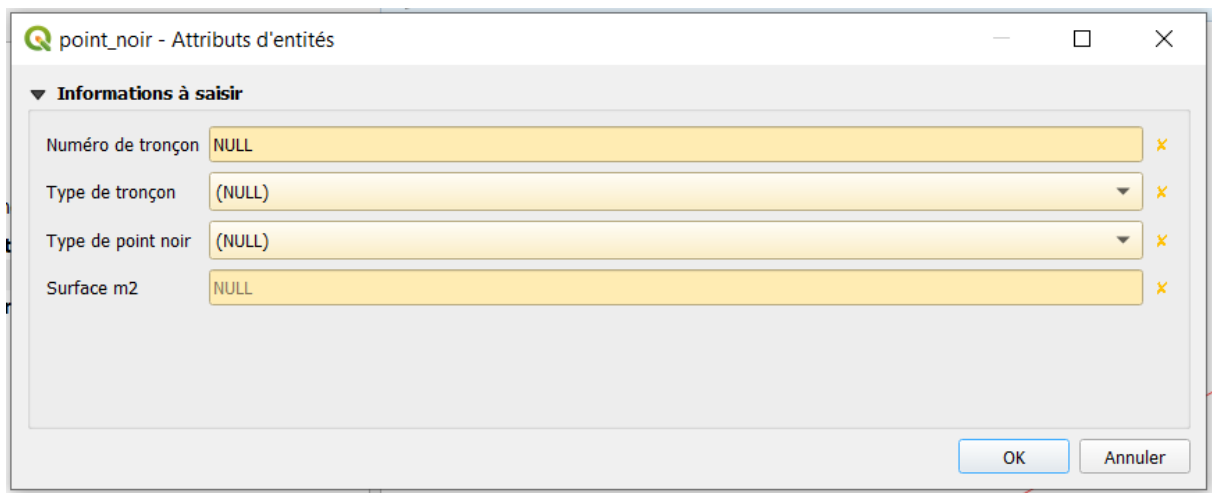 point_noir - Attributs d'entités
Informations à saisir
Numéro de tronçon NULL
Type de tronçon (NULL)
Type de point noir (NULL)
Surface m2 NULL
OK Annuler